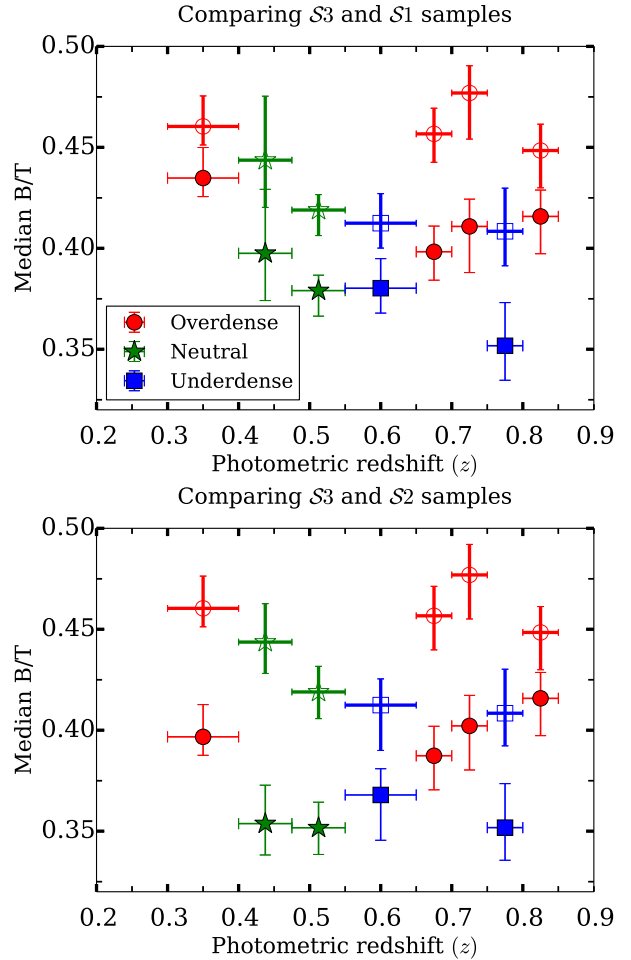 Comparing 𝒮3 and 𝒮1 samples
0.50
0.45
0.40
0.35
Median B/T
Overdense
Neutral
Underdense
0.2 0.3 0.4 0.5 0.6 0.7 0.8 0.9
Photometric redshift (z)
Comparing 𝒮3 and 𝒮2 samples
0.50
0.45
0.40
0.35
Median B/T
0.2 0.3 0.4 0.5 0.6 0.7 0.8 0.9
Photometric redshift (z)